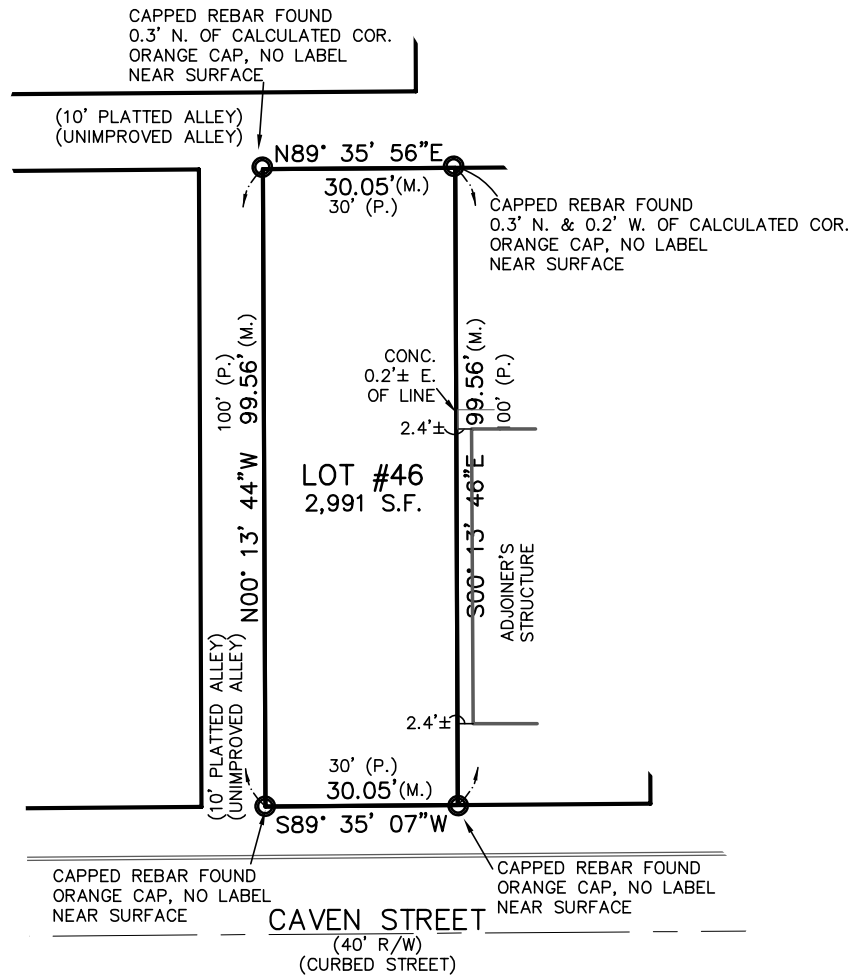 CAPPED REBAR FOUND
0.3' N. OF CALCULATED COR.
ORANGE CAP, NO LABEL
NEAR SURFACE
(10' PLATTED ALLEY)
(UNIMPROVED ALLEY)
N89° 35' 56"E
30.05'(M.)
30' (P.)
CAPPED REBAR FOUND
0.3' N. & 0.2' W. OF CALCULATED COR.
ORANGE CAP, NO LABEL
NEAR SURFACE
100' (P.)
N00° 13' 44"W 99.56'(M.)
CONC.
0.2'± E.
OF LINE
2.4'±
S00° 13' 46"E 99.56'(M.)
100' (P.)
LOT #46
2,991 S.F.
ADJOINER'S
STRUCTURE
2.4'±
(10' PLATTED ALLEY)
(UNIMPROVED ALLEY)
30' (P.)
30.05'(M.)
S89° 35' 07"W
CAPPED REBAR FOUND
ORANGE CAP, NO LABEL
NEAR SURFACE
CAPPED REBAR FOUND
ORANGE CAP, NO LABEL
NEAR SURFACE
CAVEN STREET
(40' R/W)
(CURBED STREET)